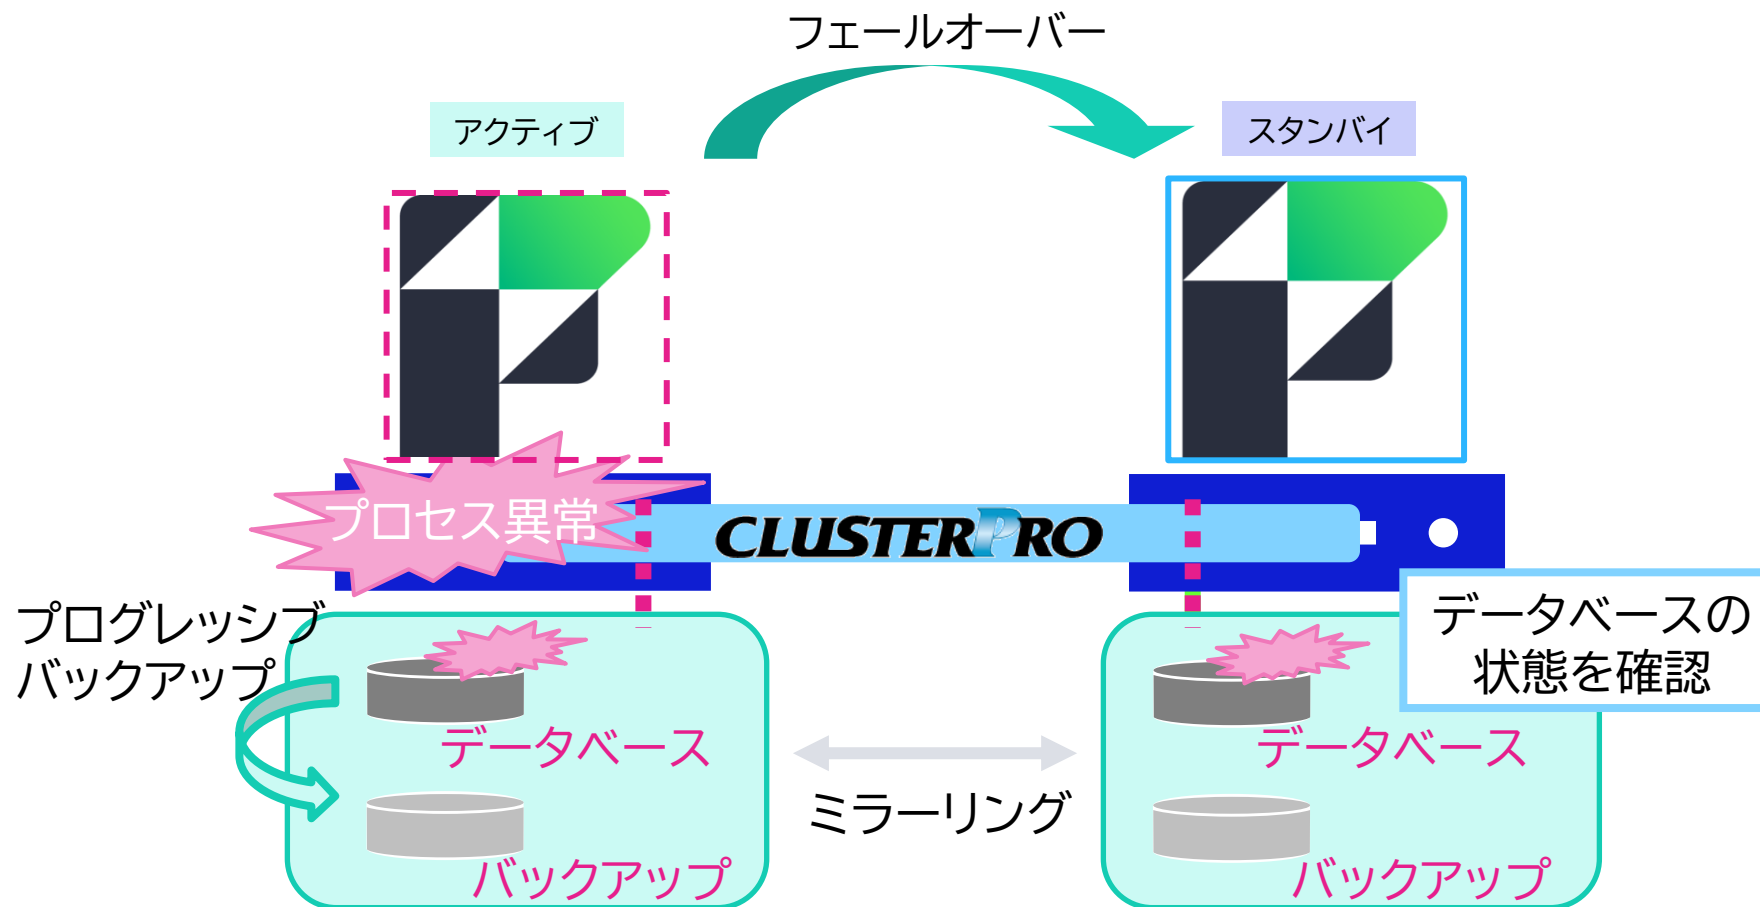 フェールオーバー
アクティブ
スタンバイ
プロセス異常
CLUSTERPRO
プログレッシブ
バックアップ
データベースの
状態を確認
データベース
データベース
ミラーリング
バックアップ
バックアップ